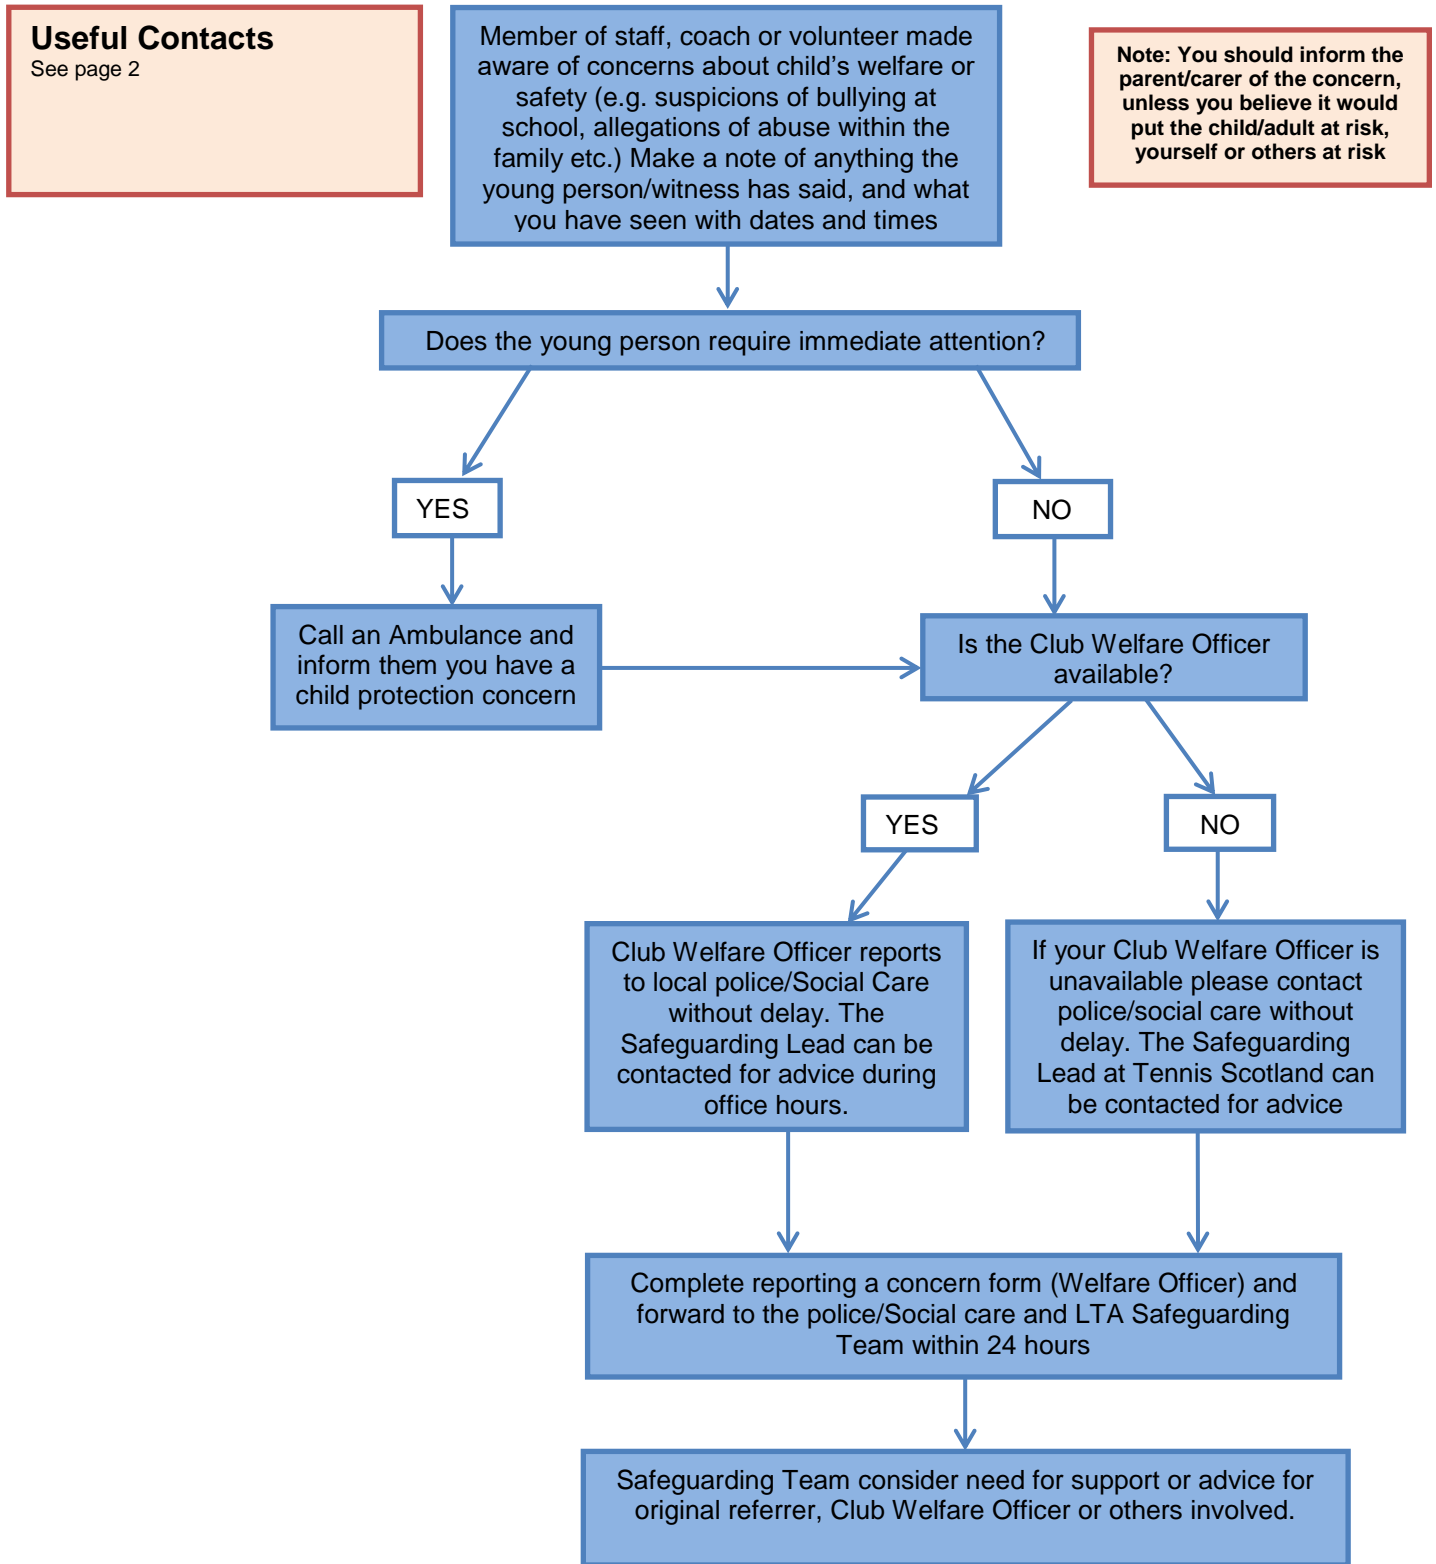 Useful Contacts
See page 2
Member of staff, coach or volunteer made
aware of concerns about child’s welfare or
safety (e.g. suspicions of bullying at
school, allegations of abuse within the
family etc.) Make a note of anything the
young person/witness has said, and what
you have seen with dates and times
Note: You should inform the
parent/carer of the concern,
unless you believe it would
put the child/adult at risk,
yourself or others at risk
Does the young person require immediate attention?
YES
NO
Call an Ambulance and
inform them you have a
child protection concern
Is the Club Welfare Officer
available?
YES
NO
Club Welfare Officer reports
to local police/Social Care
without delay. The
Safeguarding Lead can be
contacted for advice during
office hours.
If your Club Welfare Officer is
unavailable please contact
police/social care without
delay. The Safeguarding
Lead at Tennis Scotland can
be contacted for advice
Complete reporting a concern form (Welfare Officer) and
forward to the police/Social care and LTA Safeguarding
Team within 24 hours
Safeguarding Team consider need for support or advice for
original referrer, Club Welfare Officer or others involved.